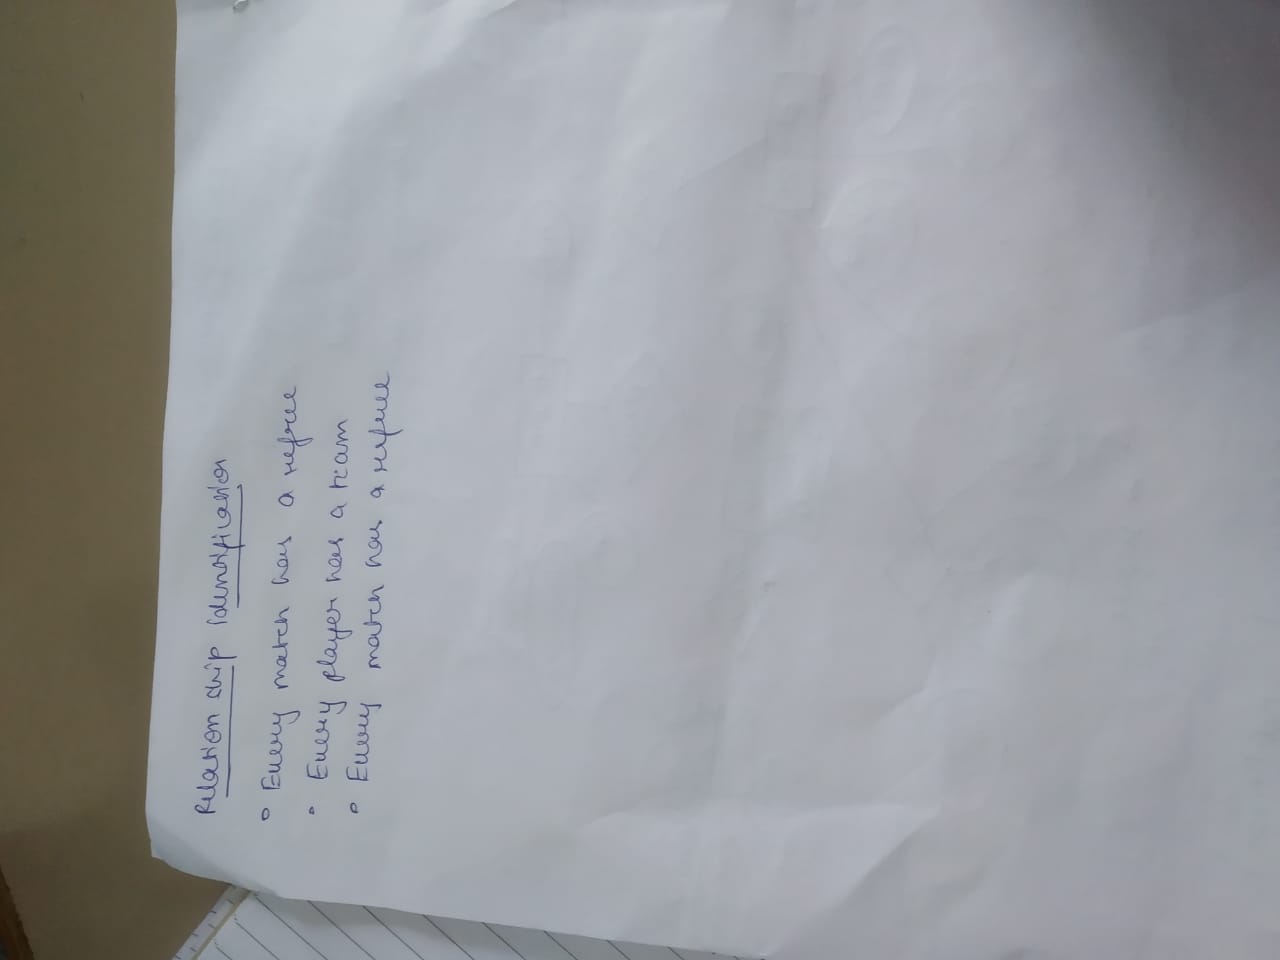 Relation ship identification
Every match has a refree
Every player has a team
Every match has a refree